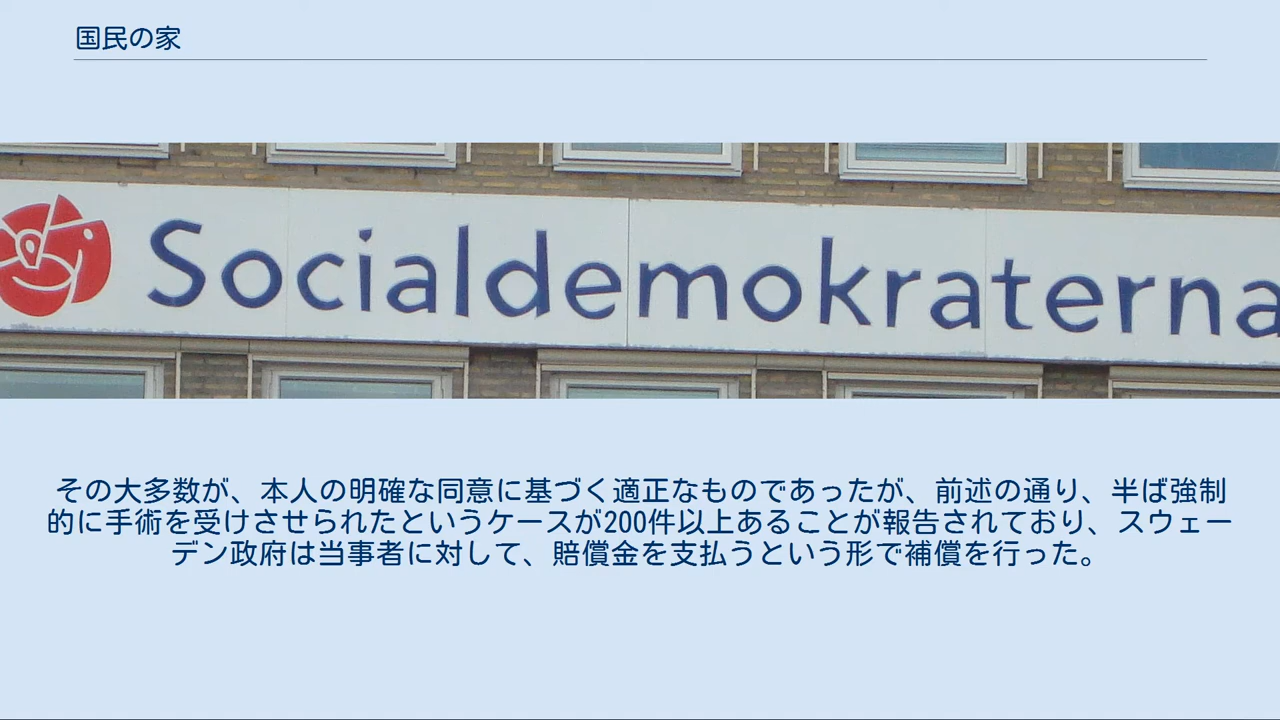 国民の家
Socialdemokraterna
その大多数が、本人の明確な同意に基づく適正なものであったが、前述の通り、半ば強制
的に手術を受けさせられたというケースが200件以上あることが報告されており、スウェー
デン政府は当事者に対して、賠償金を支払うという形で補償を行った。